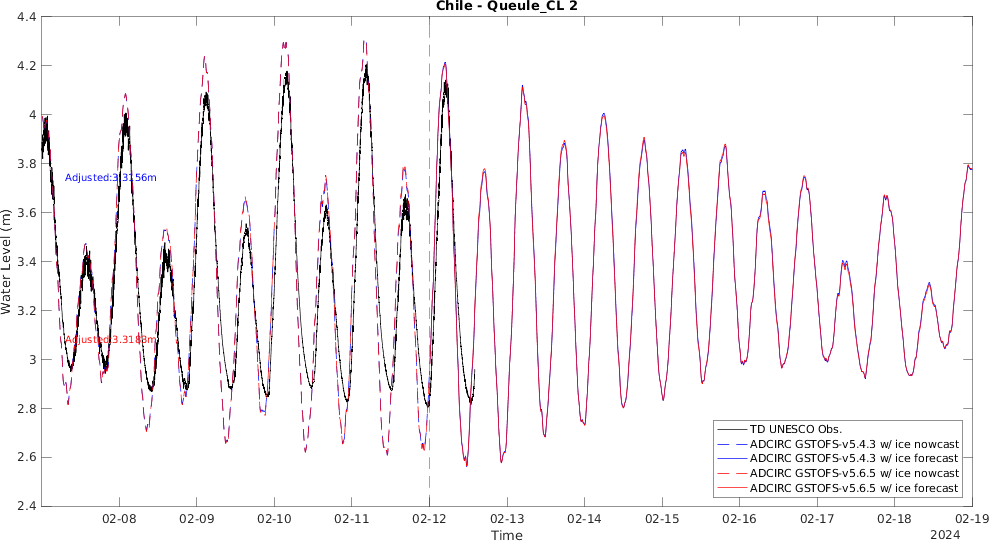 Chile - Queule_CL 2
4.4
4.2
4
3.8
3.6
3.4
3.2
3
2.8
2.6
2.4
Water Level (m)
Adjusted:3.3156m
Adjusted:3.3183m
TD UNESCO Obs.
ADCIRC GSTOFS-v5.4.3 w/ ice nowcast
ADCIRC GSTOFS-v5.4.3 w/ ice forecast
ADCIRC GSTOFS-v5.6.5 w/ ice nowcast
ADCIRC GSTOFS-v5.6.5 w/ ice forecast
02-08 02-09 02-10 02-11 02-12 02-13 02-14 02-15 02-16 02-17 02-18 02-19
Time
2024